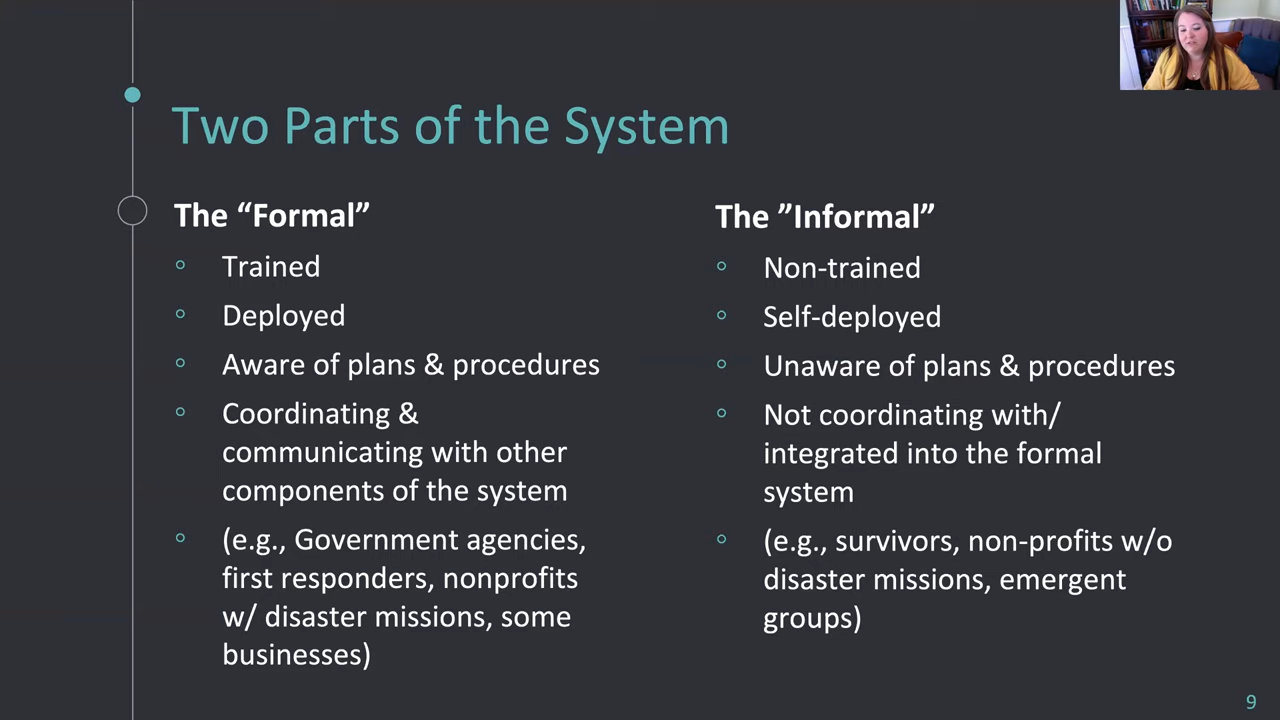 Two Parts of the System
The “Formal”
Trained
Deployed
Aware of plans & procedures
Coordinating &
communicating with other
components of the system
(e.g., Government agencies,
first responders, nonprofits
w/ disaster missions, some
businesses)
The ”Informal”
Non-trained
Self-deployed
Unaware of plans & procedures
Not coordinating with/
integrated into the formal
system
(e.g., survivors, non-profits w/o
disaster missions, emergent
groups)
9